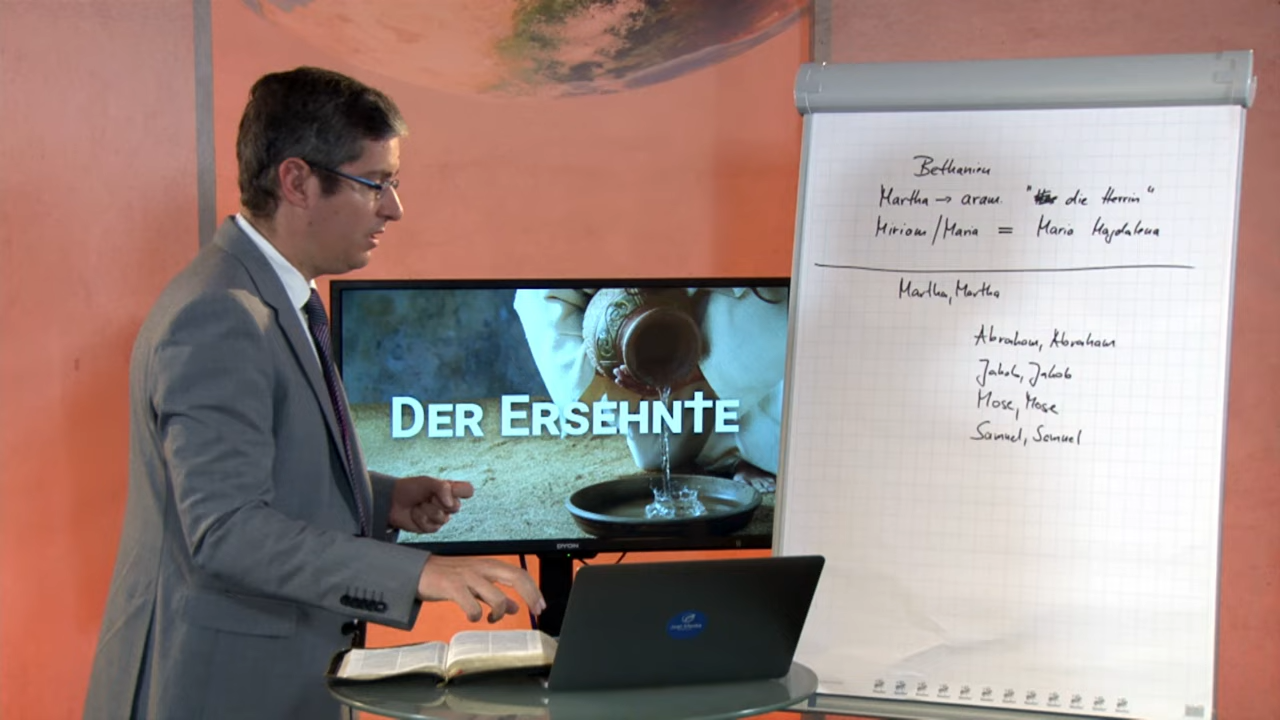 Bethanien
Martha → aram. "die Herrin"
Miriam/Maria = Maria Magdalena
Martha, Martha
Abraham, Abraham
Jakob, Jakob
Mose, Mose
Samuel, Samuel
DER ERSEHNTE
DYON